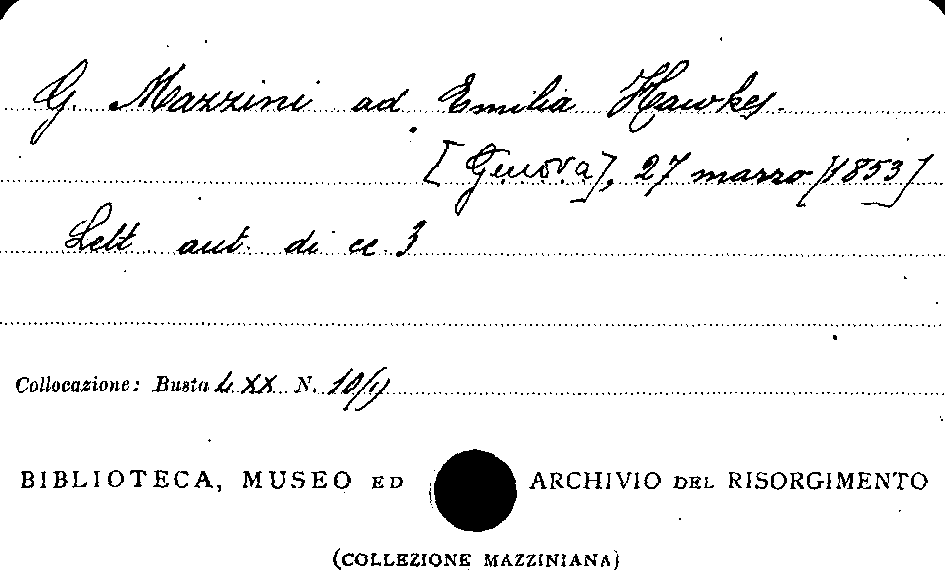 G. Mazzini ad Emilia Hawkes.
[Genova], 27 marzo [1853]
Lett. aut. di cc. 3
Collocazione: Busta LXX N. 10/1)
BIBLIOTECA, MUSEO ED ARCHIVIO DEL RISORGIMENTO
(COLLEZIONE MAZZINIANA)